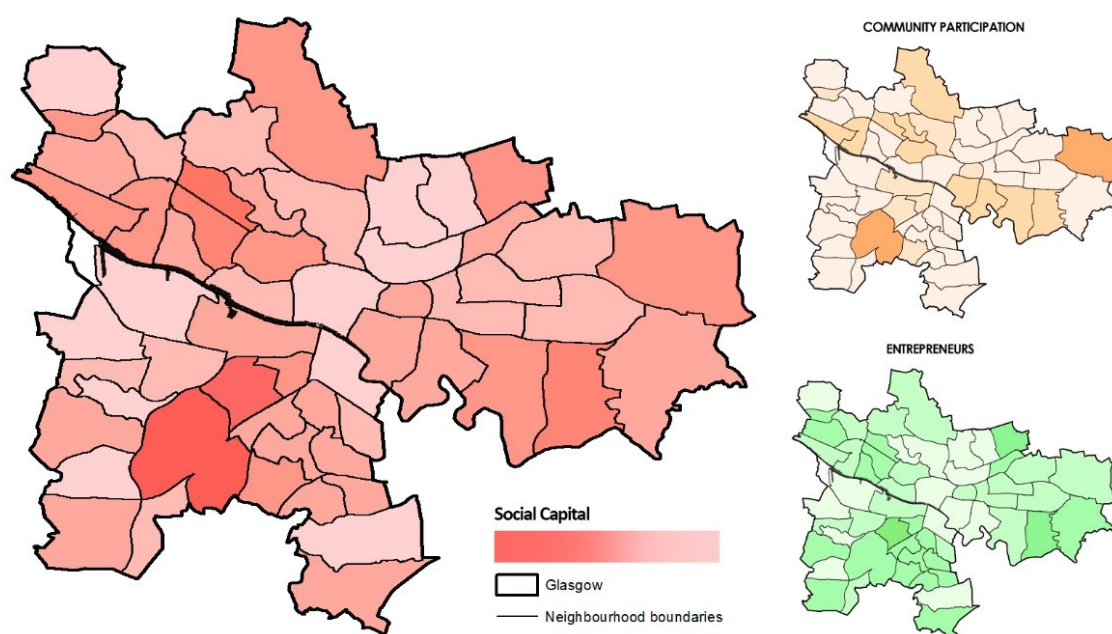 COMMUNITY PARTICIPATION
ENTREPRENEURS
Social Capital
Glasgow
Neighbourhood boundaries